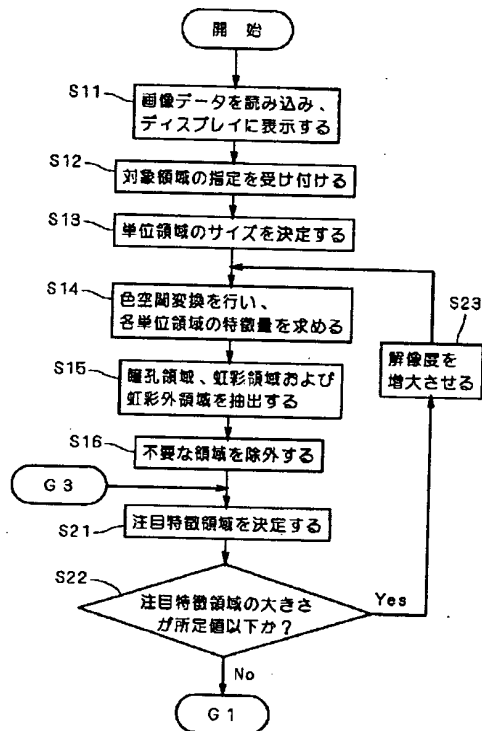 開始
S11
画像データを読み込み、
ディスプレイに表示する
S12
対象領域の指定を受け付ける
S13
単位領域のサイズを決定する
S14
色空間変換を行い、
各単位領域の特徴量を求める
S23
解像度を
増大させる
S15
瞳孔領域、虹彩領域および
虹彩外領域を抽出する
S16
不要な領域を除外する
G3
S21
注目特徴領域を決定する
S22
注目特徴領域の大きさ
が所定値以下か?
Yes
No
G1